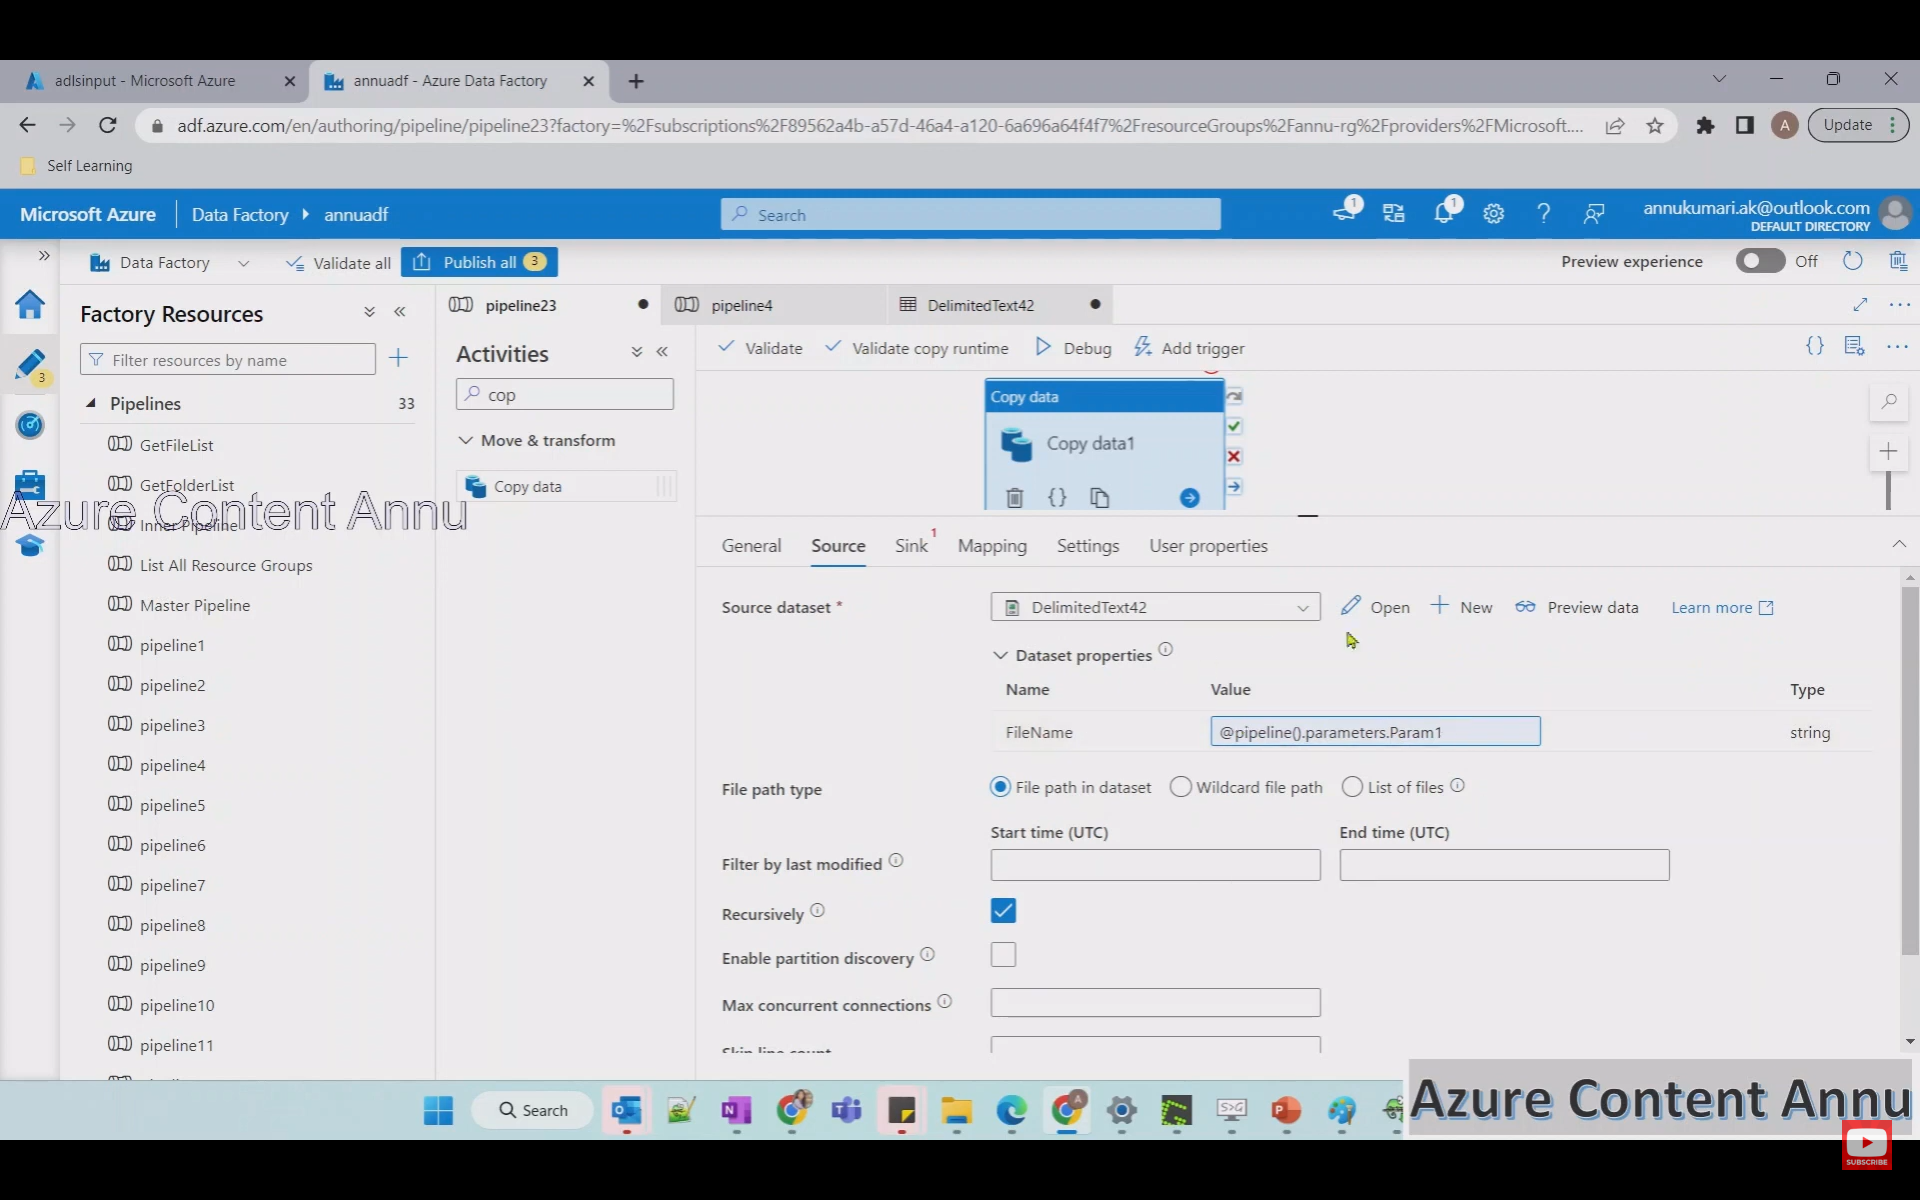 adlsinput - Microsoft Azure
annuadf - Azure Data Factory
adf.azure.com/en/authoring/pipeline/pipeline23?factory=%2Fsubscriptions%2F89562a4b-a57d-46a4-a120-6a696a64f4f7%2FresourceGroups%2Fannu-rg%2Fproviders%2FMicrosoft....
A
Update
Self Learning
Microsoft Azure
Data Factory
annuadf
Search
1
1
annukumari.ak@outlook.com
DEFAULT DIRECTORY
Data Factory
Validate all
Publish all 3
Preview experience
Off
Factory Resources
Filter resources by name
3
Pipelines 33
GetFileList
GetFolderList
Inner Pipeline
List All Resource Groups
Master Pipeline
pipeline1
pipeline2
pipeline3
pipeline4
pipeline5
pipeline6
pipeline7
pipeline8
pipeline9
pipeline10
pipeline11
Azure Content Annu
pipeline23
pipeline4
DelimitedText42
Activities
cop
Move & transform
Copy data
Validate
Validate copy runtime
Debug
Add trigger
Copy data
Copy data1
General
Source
Sink 1
Mapping
Settings
User properties
Source dataset *
DelimitedText42
Open
New
Preview data
Learn more
Dataset properties
Name Value Type
FileName @pipeline().parameters.Param1 string
File path type
File path in dataset
Wildcard file path
List of files
Start time (UTC)
End time (UTC)
Filter by last modified
Recursively
Enable partition discovery
Max concurrent connections
Skip line count
Search
Azure Content Annu
SUBSCRIBE